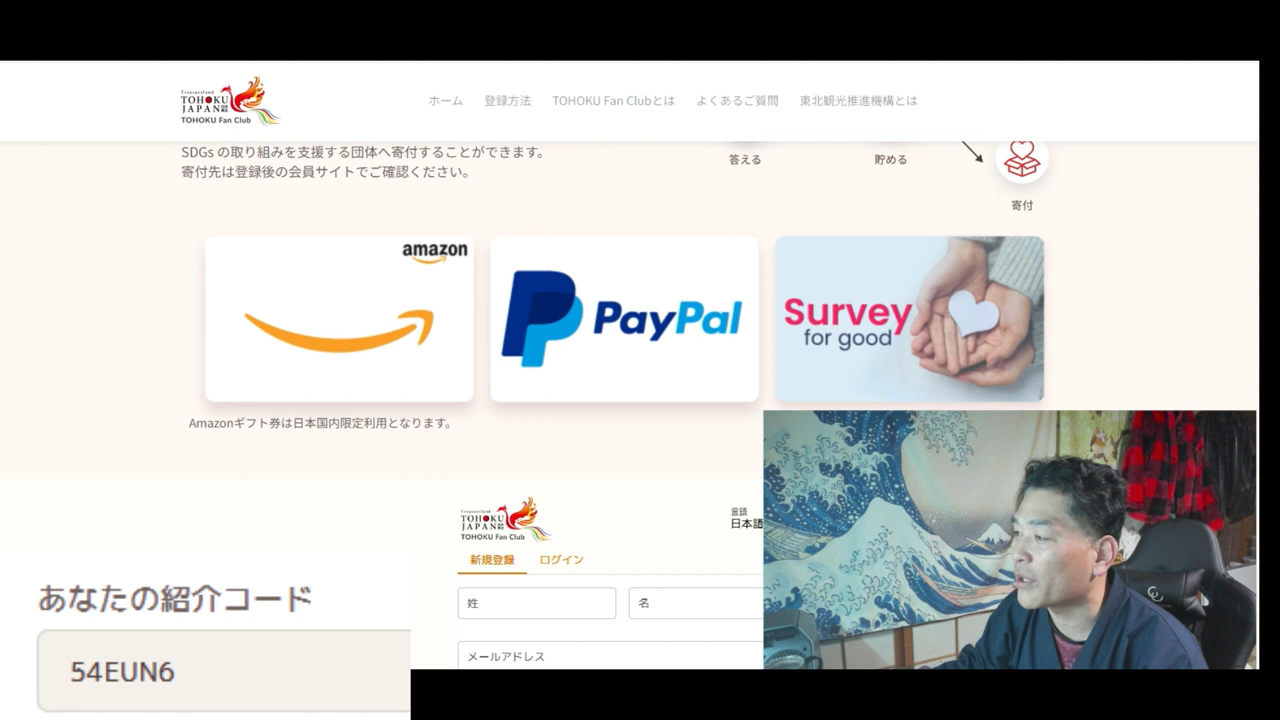 Treasureland
TOHOKU
JAPAN
TOHOKU Fan Club
ホーム 登録方法 TOHOKU Fan Clubとは よくあるご質問 東北観光推進機構とは
SDGs の取り組みを支援する団体へ寄付することができます。
寄付先は登録後の会員サイトでご確認ください。
答える 貯める
寄付
amazon
PayPal
Survey
for good
Amazonギフト券は日本国内限定利用となります。
Treasureland
TOHOKU
JAPAN
TOHOKU Fan Club
言語
日本語
新規登録 ログイン
姓 名
メールアドレス
あなたの紹介コード
54EUN6